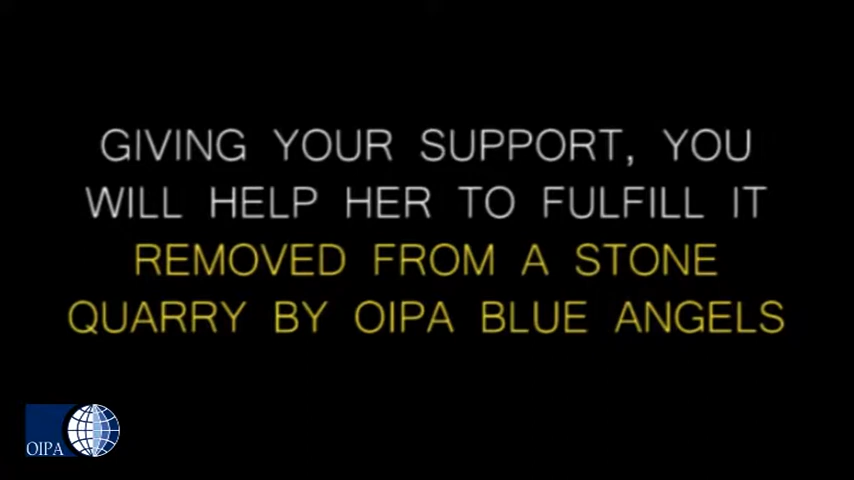 GIVING YOUR SUPPORT, YOU
WILL HELP HER TO FULFILL IT
REMOVED FROM A STONE
QUARRY BY OIPA BLUE ANGELS
OIPA